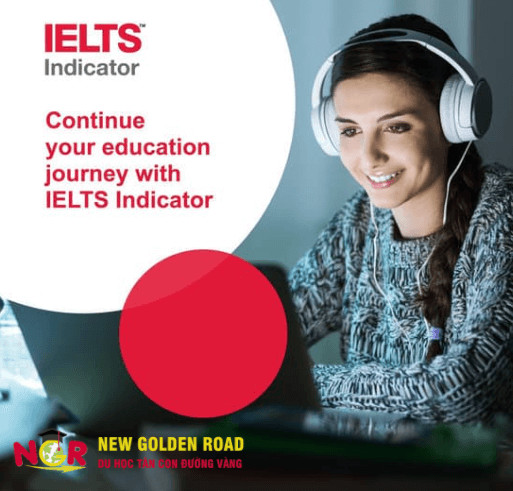 IELTS™
Indicator
Continue
your education
journey with
IELTS Indicator
NGR
NEW GOLDEN ROAD
DU HỌC TÂN CON ĐƯỜNG VÀNG